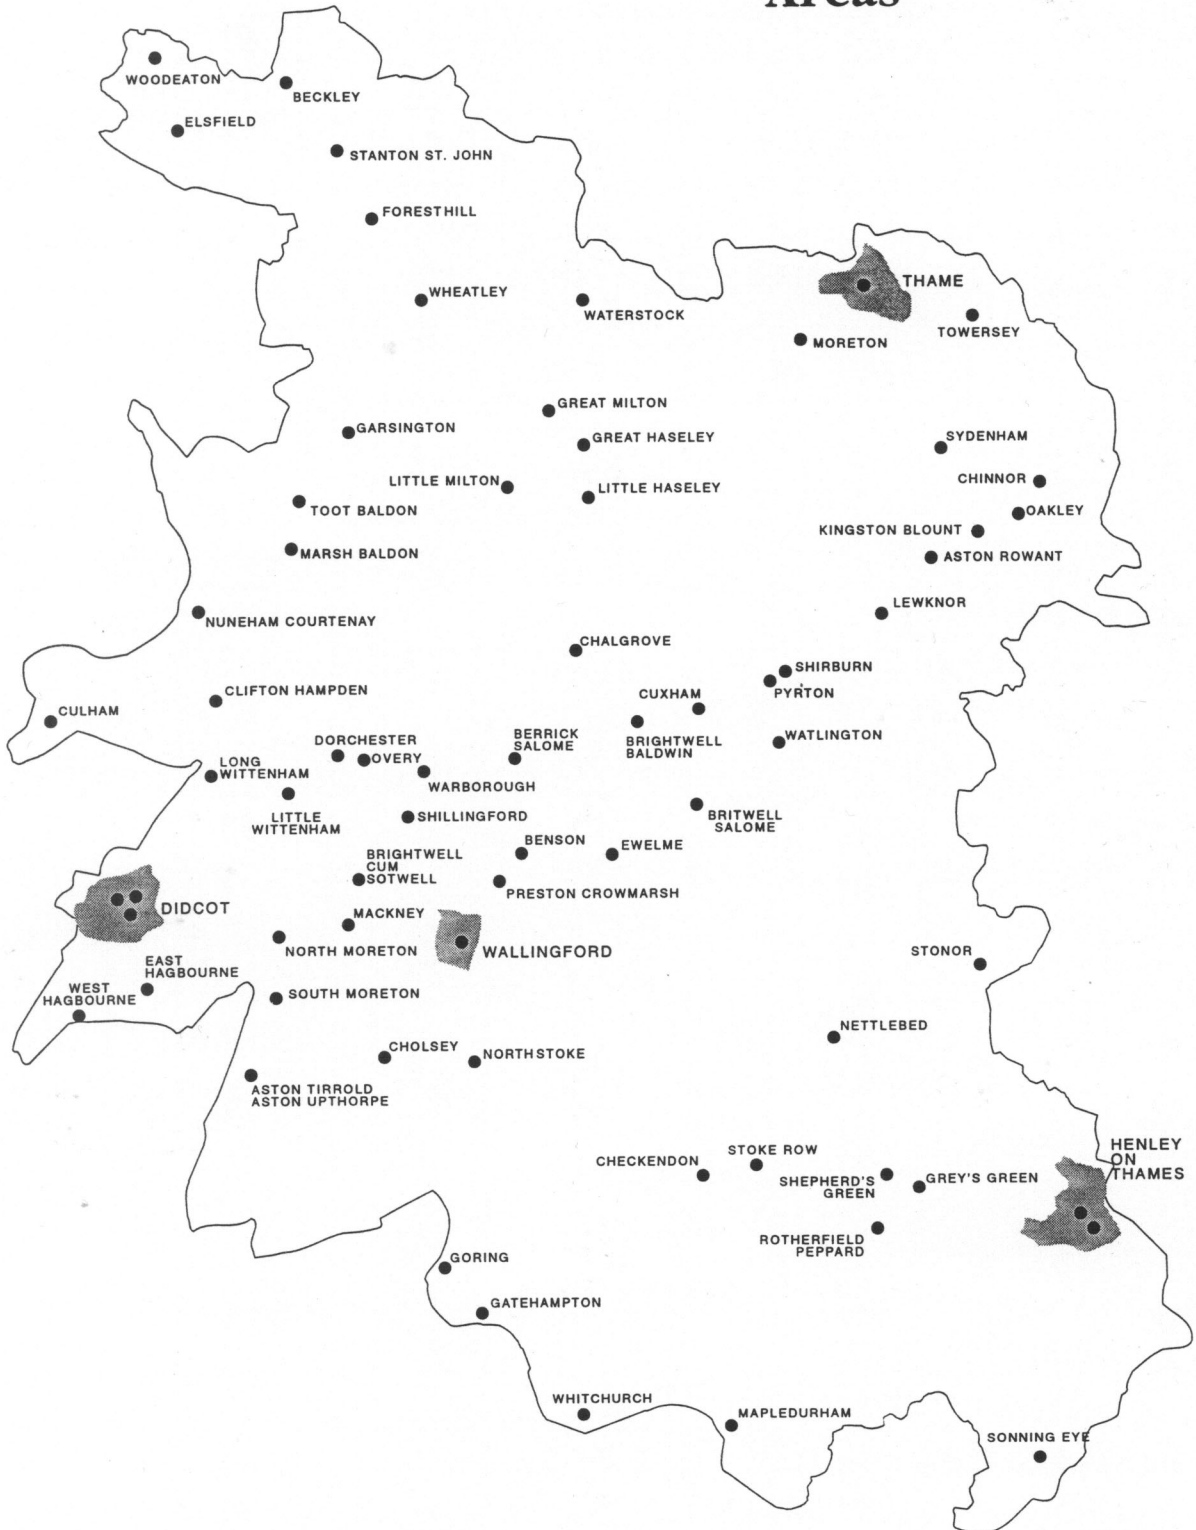 Areas
WOODEATON
BECKLEY
ELSFIELD
STANTON ST. JOHN
FORESTHILL
THAME
WHEATLEY
WATERSTOCK
TOWERSEY
MORETON
GREAT MILTON
GARSINGTON
GREAT HASELEY
SYDENHAM
LITTLE MILTON
LITTLE HASELEY
CHINNOR
TOOT BALDON
OAKLEY
KINGSTON BLOUNT
MARSH BALDON
ASTON ROWANT
LEWKNOR
NUNEHAM COURTENAY
CHALGROVE
SHIRBURN
PYRTON
CLIFTON HAMPDEN
CUXHAM
CULHAM
BERRICK
SALOME
BRIGHTWELL
BALDWIN
WATLINGTON
DORCHESTER
OVERY
LONG
WITTENHAM
WARBOROUGH
LITTLE
WITTENHAM
SHILLINGFORD
BRITWELL
SALOME
BENSON
EWELME
BRIGHTWELL
CUM
SOTWELL
PRESTON CROWMARSH
DIDCOT
MACKNEY
NORTH MORETON
WALLINGFORD
STONOR
EAST
HAGBOURNE
WEST
HAGBOURNE
SOUTH MORETON
NETTLEBED
CHOLSEY
NORTHSTOKE
ASTON TIRROLD
ASTON UPTHORPE
HENLEY
ON
THAMES
STOKE ROW
CHECKENDON
SHEPHERD'S
GREEN
GREY'S GREEN
ROTHERFIELD
PEPPARD
GORING
GATEHAMPTON
WHITCHURCH
MAPLEDURHAM
SONNING EYE